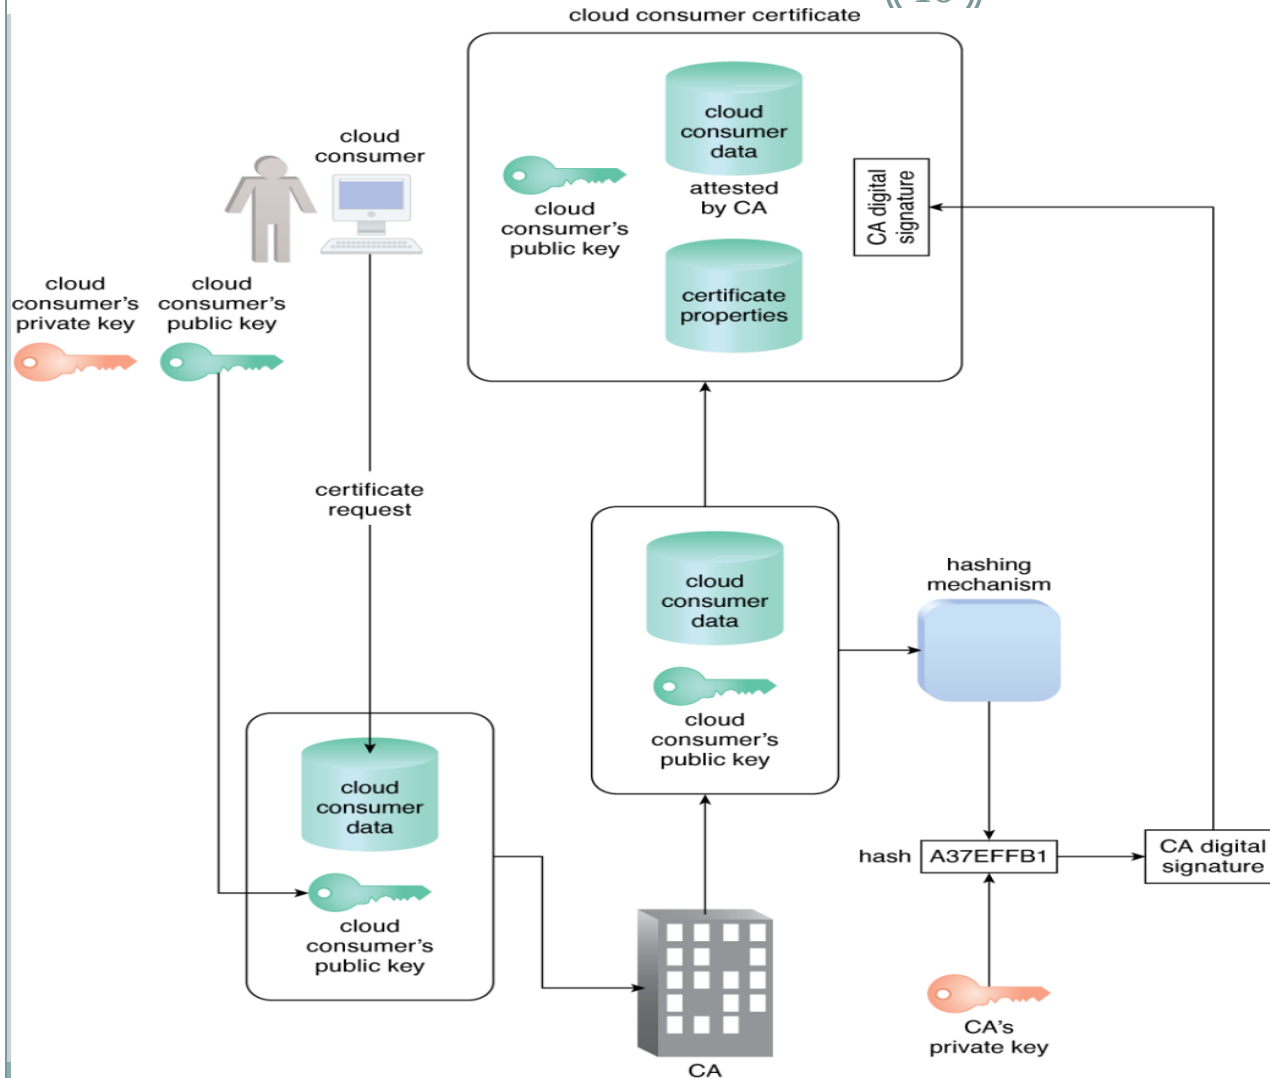 cloud consumer certificate
cloud
consumer
data
attested
by CA
cloud
consumer's
public key
certificate
properties
CA digital
signature
cloud
consumer
cloud
consumer's
private key
cloud
consumer's
public key
certificate
request
cloud
consumer
data
cloud
consumer's
public key
cloud
consumer
data
cloud
consumer's
public key
hashing
mechanism
hash
A37EFFB1
CA digital
signature
CA's
private key
CA